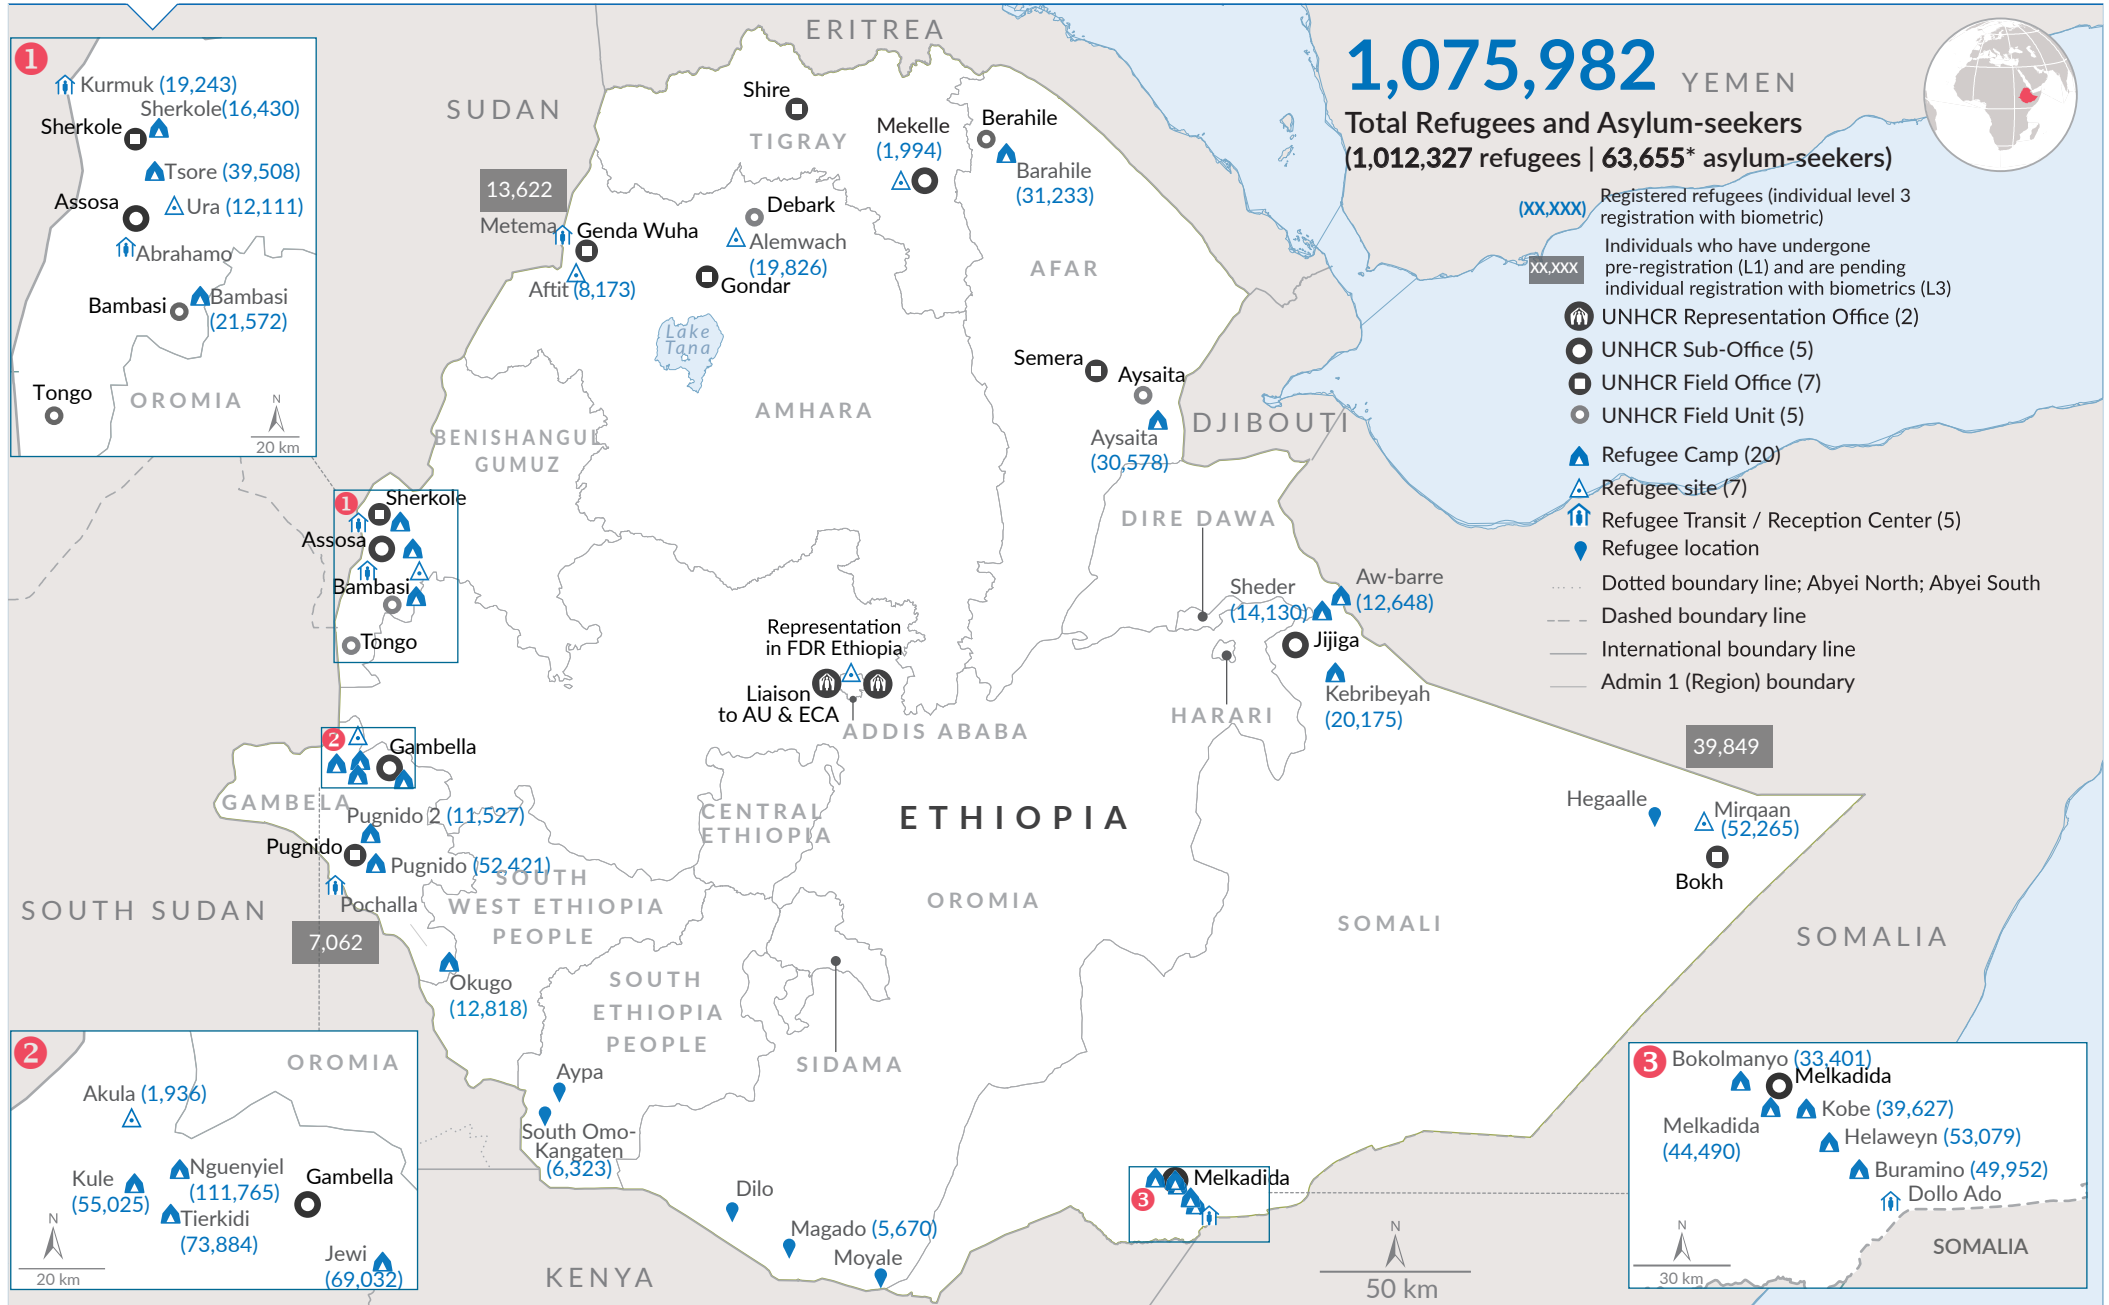 1
Kurmuk (19,243)
Sherkole(16,430)
Sherkole
Tsore (39,508)
Assosa
Ura (12,111)
Abrahamo
Bambasi
Bambasi
(21,572)
Tongo
OROMIA
N
20 km
ERITREA
SUDAN
Shire
TIGRAY
Mekelle
(1,994)
Berahile
Barahile
(31,233)
13,622
Metema
Genda Wuha
Aftit (8,173)
Debark
Alemwach
(19,826)
Gondar
AFAR
Lake
Tana
Semera
Aysaita
Aysaita
(30,578)
DJIBOUTI
AMHARA
BENISHANGUL
GUMUZ
1,075,982
YEMEN
Total Refugees and Asylum-seekers
(1,012,327 refugees | 63,655* asylum-seekers)
(XX,XXX)
Registered refugees (individual level 3
registration with biometric)
XX,XXX
Individuals who have undergone
pre-registration (L1) and are pending
individual registration with biometrics (L3)
UNHCR Representation Office (2)
UNHCR Sub-Office (5)
UNHCR Field Office (7)
UNHCR Field Unit (5)
Refugee Camp (20)
Refugee site (7)
Refugee Transit / Reception Center (5)
Refugee location
Dotted boundary line; Abyei North; Abyei South
Dashed boundary line
International boundary line
Admin 1 (Region) boundary
1
Sherkole
Assosa
Bambasi
Tongo
DIRE DAWA
Sheder
(14,130)
Aw-barre
(12,648)
Jijiga
Kebribeyah
(20,175)
HARARI
Representation
in FDR Ethiopia
Liaison
to AU & ECA
ADDIS ABABA
2
Gambella
GAMBELA
Pugnido 2 (11,527)
Pugnido
Pugnido (52,421)
Pochalla
7,062
SOUTH SUDAN
SOUTH
WEST ETHIOPIA
PEOPLE
CENTRAL
ETHIOPIA
ETHIOPIA
OROMIA
SOMALI
39,849
Hegaalle
Mirqaan
(52,265)
Bokh
SOMALIA
Okugo
(12,818)
SOUTH
ETHIOPIA
PEOPLE
SIDAMA
Aypa
South Omo-
Kangaten
(6,323)
Dilo
Magado (5,670)
Moyale
KENYA
3
Melkadida
N
50 km
2
OROMIA
Akula (1,936)
Kule
(55,025)
Nguenyiel
(111,765)
Gambella
Tierkidi
(73,884)
Jewi
(69,032)
N
20 km
3
Bokolmanyo (33,401)
Melkadida
Melkadida
(44,490)
Kobe (39,627)
Helaweyn (53,079)
Buramino (49,952)
Dollo Ado
SOMALIA
N
30 km